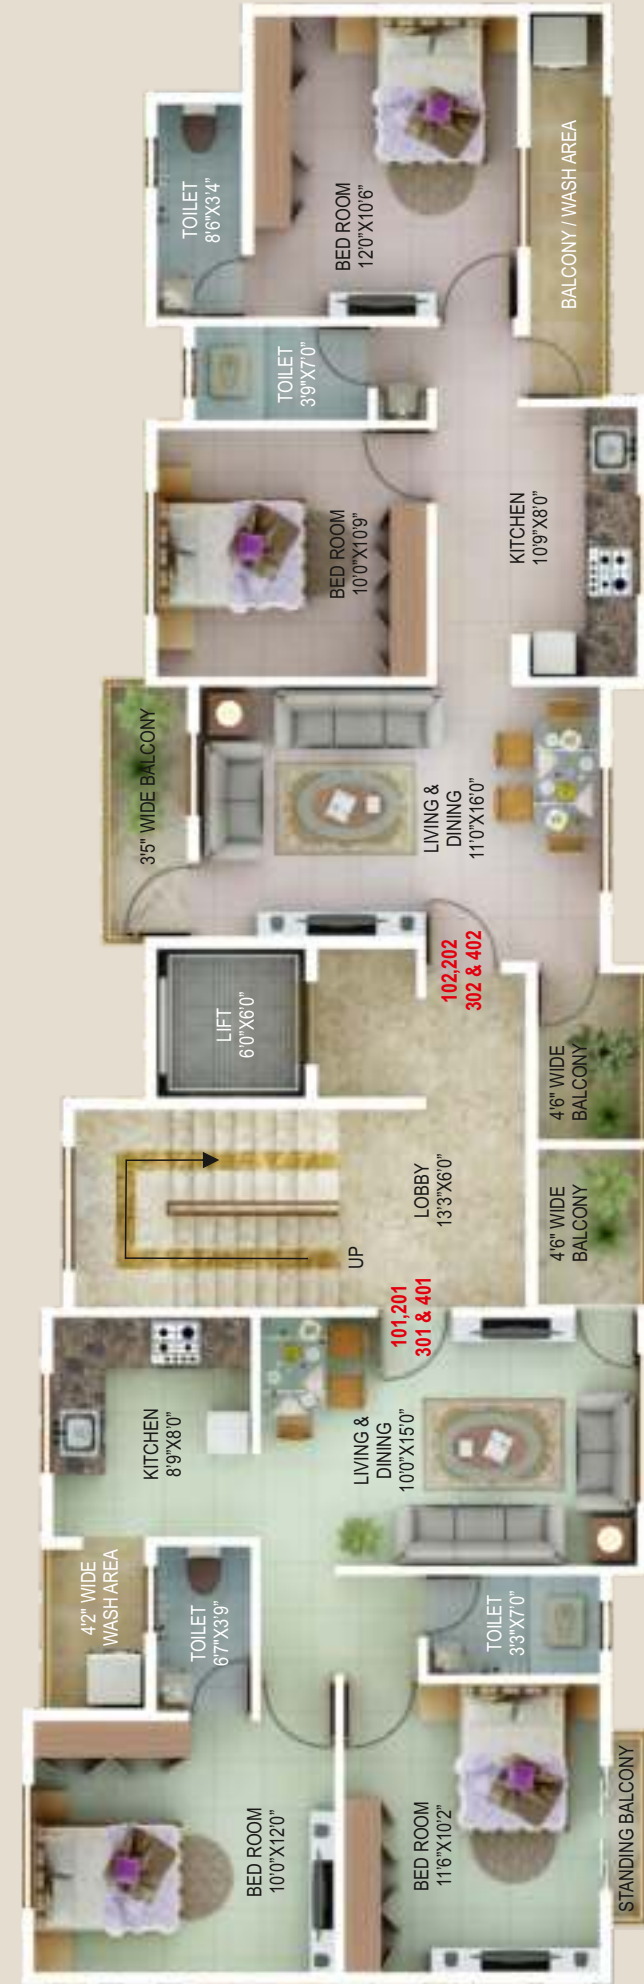 TOILET
8'6"X3'4"
BED ROOM
12'0"X10'6"
BALCONY / WASH AREA
TOILET
3'9"X7'0"
BED ROOM
10'0"X10'9"
KITCHEN
10'9"X8'0"
3'5" WIDE BALCONY
LIVING &
DINING
11'0"X16'0"
LIFT
6'0"X6'0"
102,202
302 & 402
4'6" WIDE
BALCONY
LOBBY
13'3"X6'0"
UP
4'6" WIDE
BALCONY
101,201
301 & 401
KITCHEN
8'9"X8'0"
LIVING &
DINING
10'0"X15'0"
4'2" WIDE
WASH AREA
TOILET
6'7"X3'9"
TOILET
3'3"X7'0"
BED ROOM
10'0"X12'0"
BED ROOM
11'6"X10'2"
STANDING BALCONY